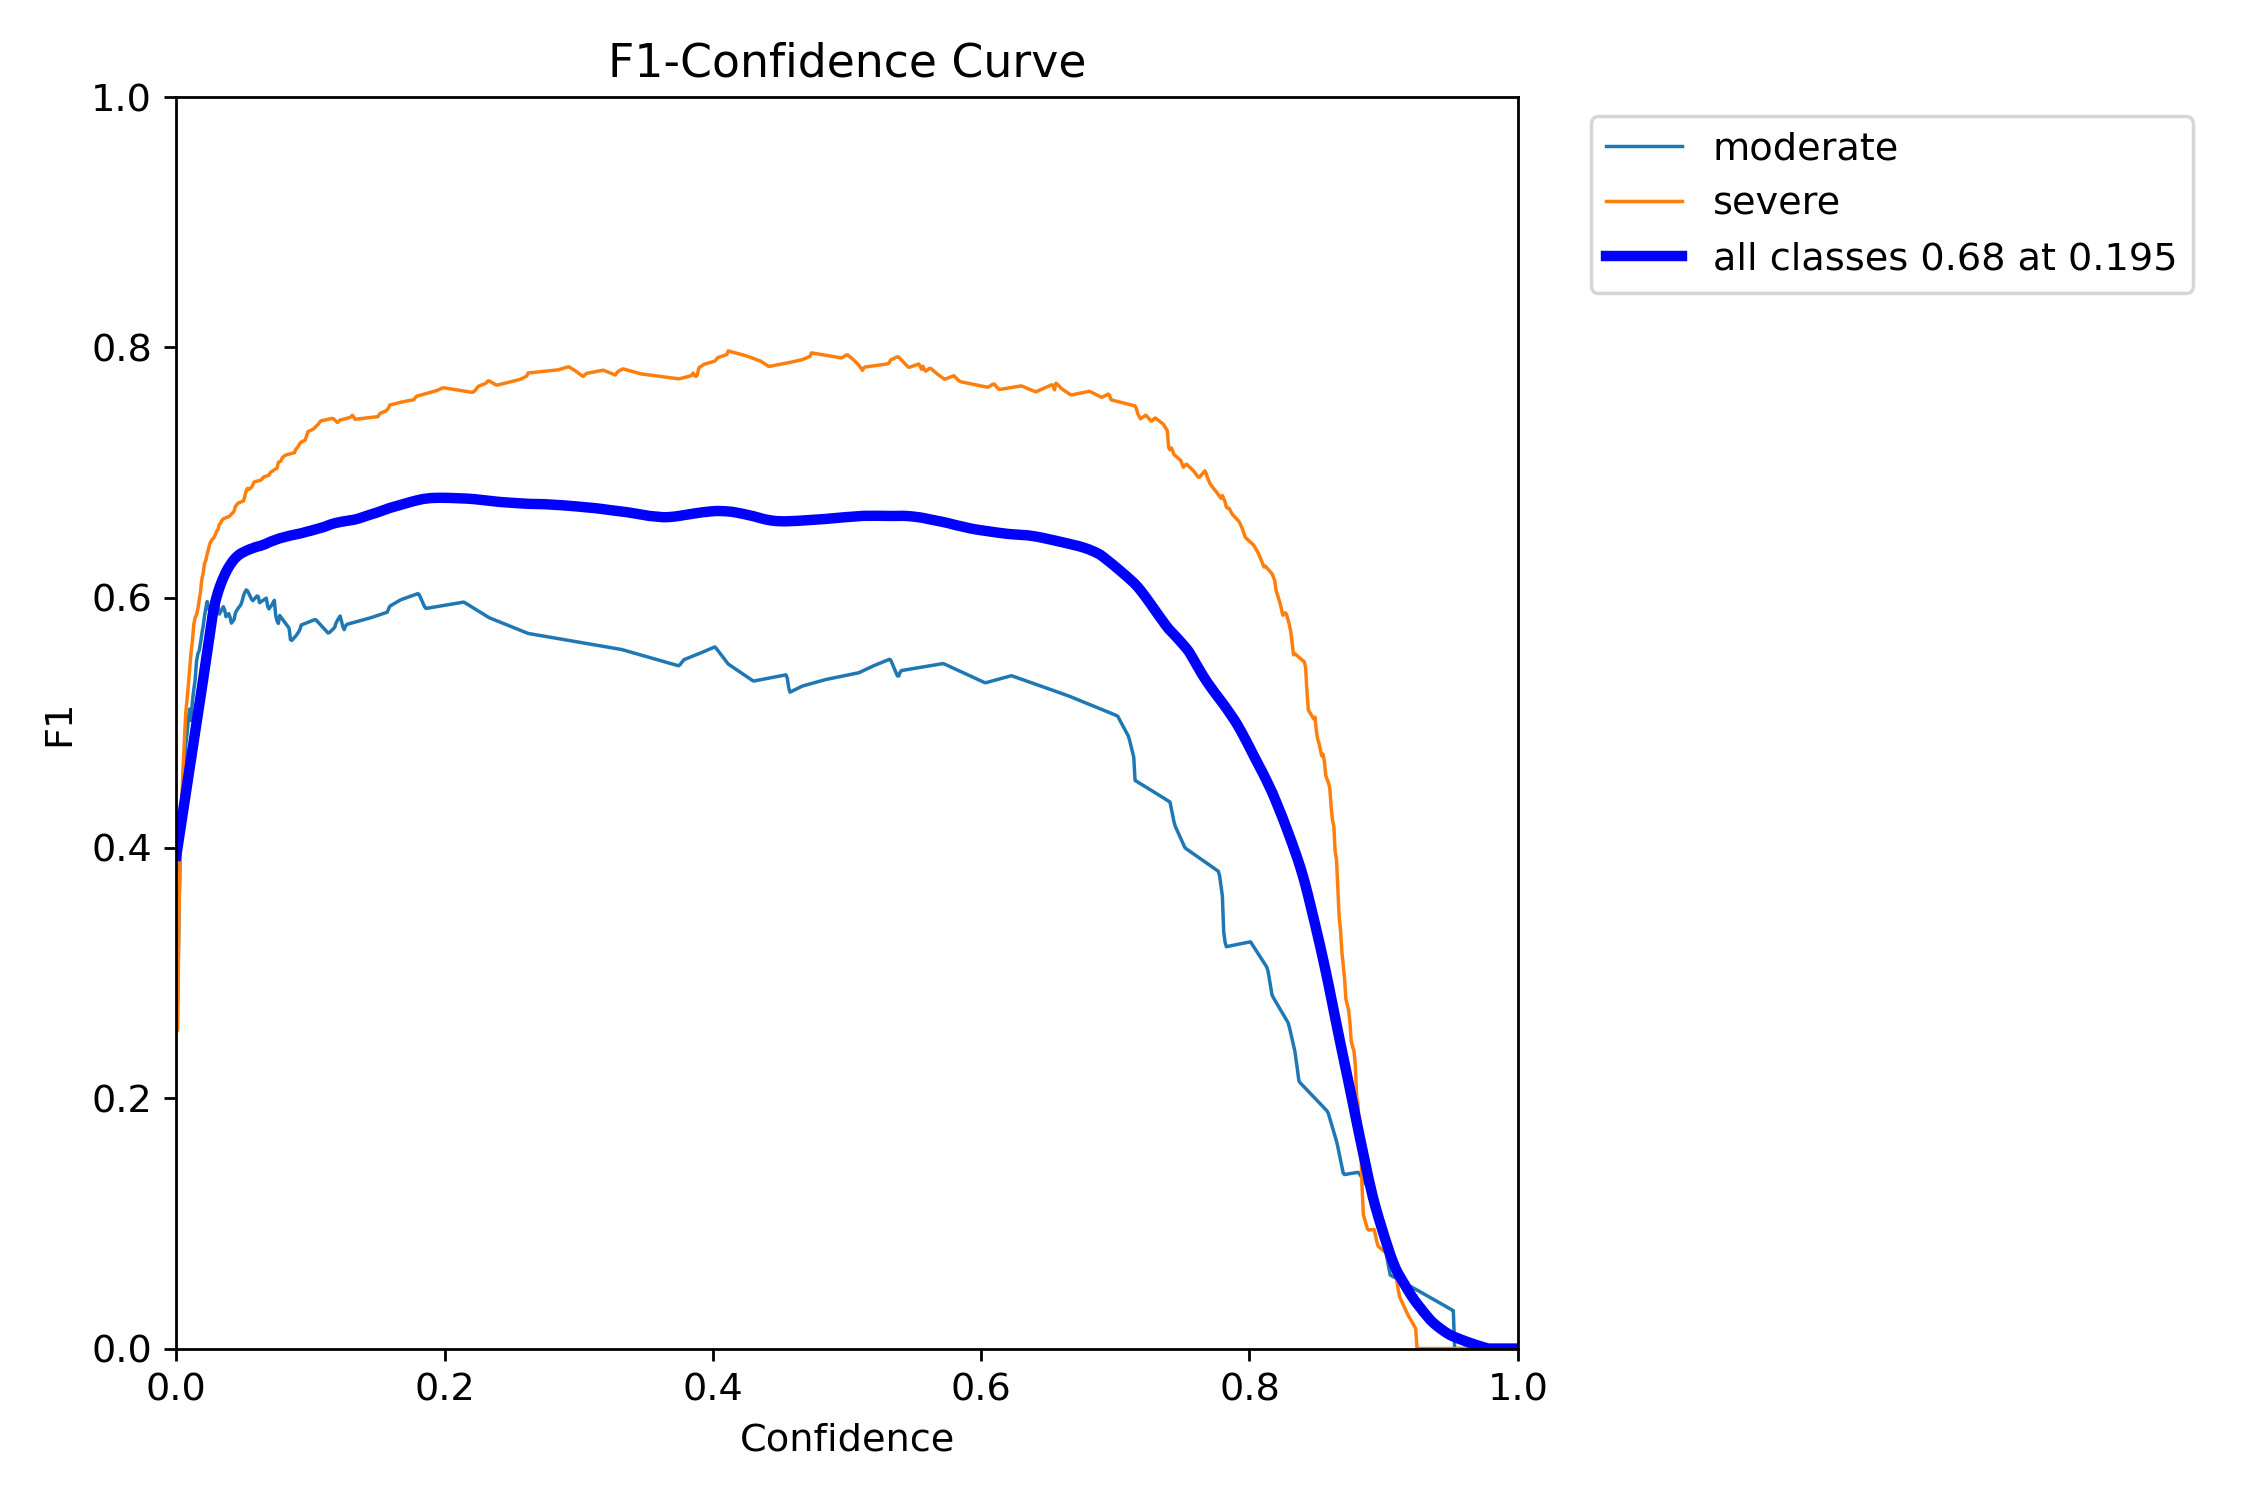 F1-Confidence Curve
1.0
0.8
0.6
0.4
0.2
0.0
F1
0.0 0.2 0.4 0.6 0.8 1.0
Confidence
moderate
severe
all classes 0.68 at 0.195